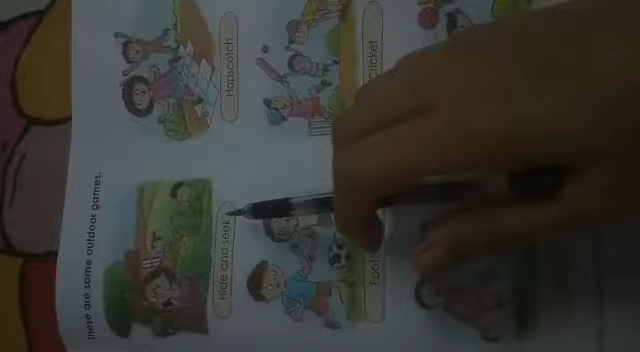 These are some outdoor games.
Hide and seek
Hopscotch
Cricket